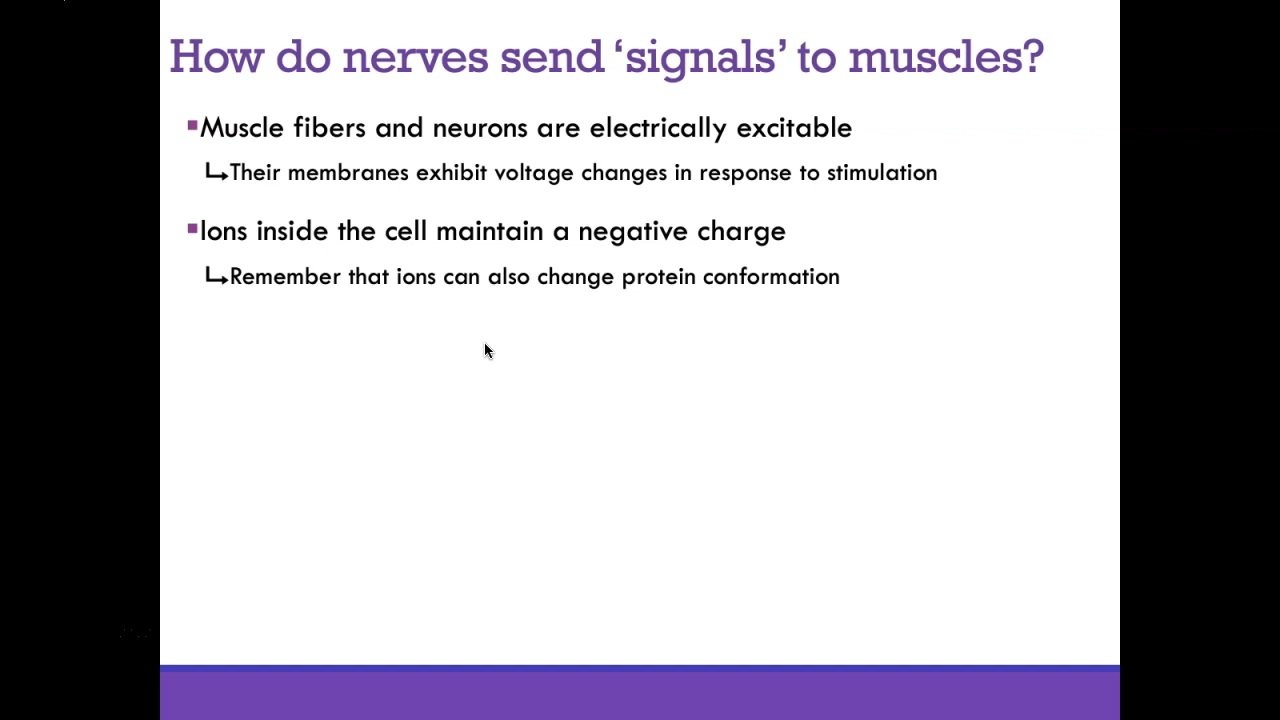 How do nerves send ‘signals’ to muscles?
▪Muscle fibers and neurons are electrically excitable
↳Their membranes exhibit voltage changes in response to stimulation
▪Ions inside the cell maintain a negative charge
↳Remember that ions can also change protein conformation